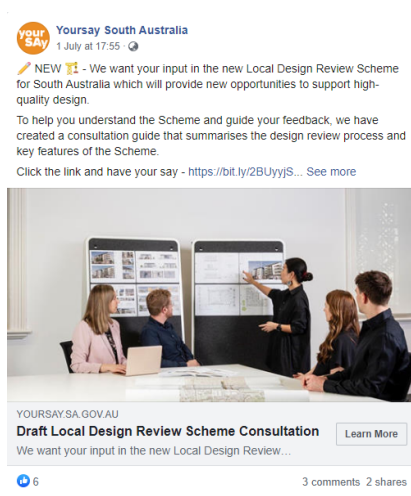 your
SAy
Yoursay South Australia
1 July at 17:55 ·
NEW - We want your input in the new Local Design Review Scheme
for South Australia which will provide new opportunities to support high-
quality design.
To help you understand the Scheme and guide your feedback, we have
created a consultation guide that summarises the design review process and
key features of the Scheme.
Click the link and have your say - https://bit.ly/2BUyyjS... See more
YOURSAY.SA.GOV.AU
Draft Local Design Review Scheme Consultation
Learn More
We want your input in the new Local Design Review...
6
3 comments 2 shares